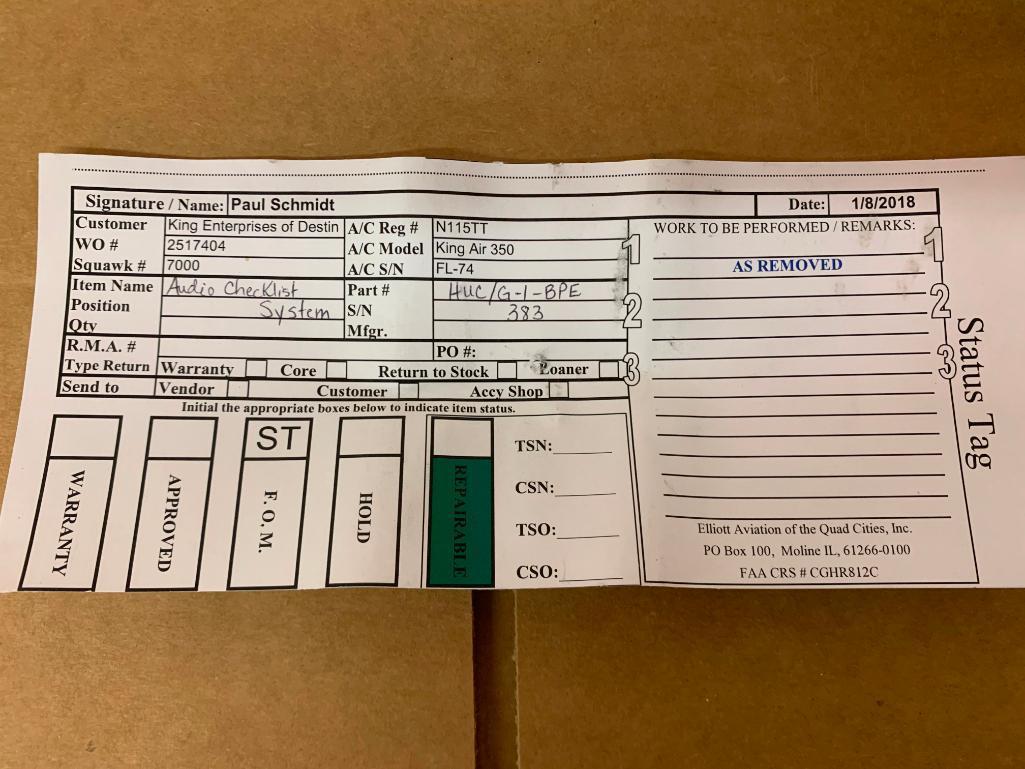 Signature / Name: Paul Schmidt Date: 1/8/2018
Customer King Enterprises of Destin A/C Reg # N115TT
WO # 2517404 A/C Model King Air 350
Squawk # 7000 A/C S/N FL-74
Item Name Audio Checklist Part # HUC/G-1-BPE
Position System S/N 383
Qty Mfgr.
R.M.A. # PO #:
Type Return Warranty Core Return to Stock Loaner
Send to Vendor Customer Accy Shop
1
2
3
Initial the appropriate boxes below to indicate item status.
WARRANTY
APPROVED
ST
F. O. M.
HOLD
REPAIRABLE
TSN:
CSN:
TSO:
CSO:
WORK TO BE PERFORMED / REMARKS:
AS REMOVED
1
2
3
Elliott Aviation of the Quad Cities, Inc.
PO Box 100, Moline IL, 61266-0100
FAA CRS # CGHR812C
Status Tag